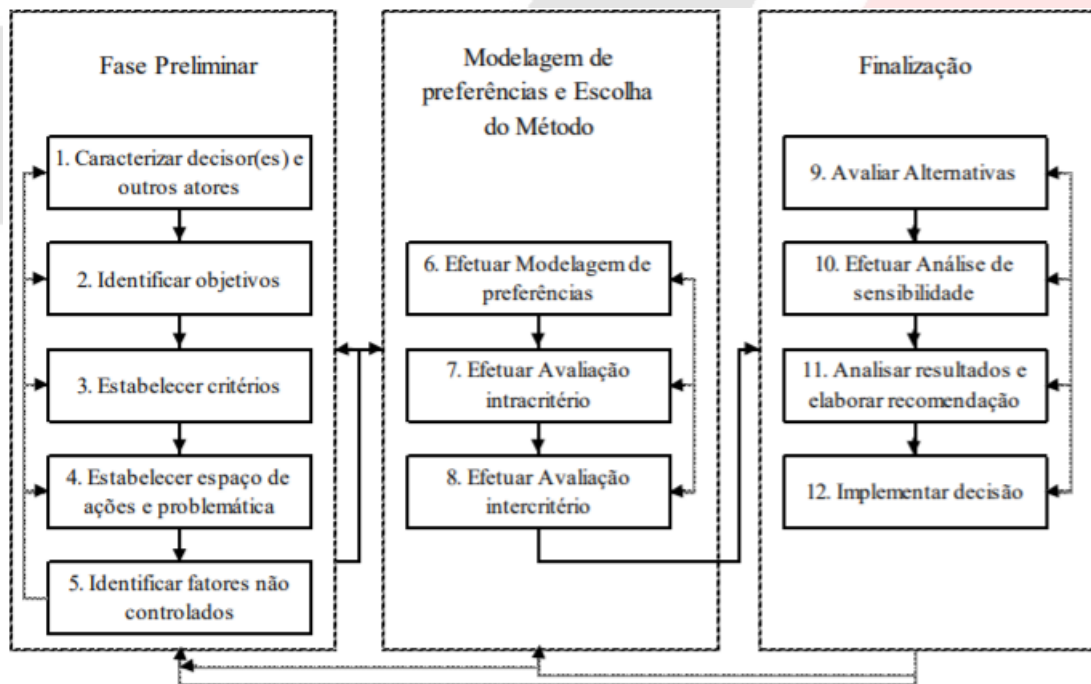 Fase Preliminar
1. Caracterizar decisor(es) e
outros atores
2. Identificar objetivos
3. Estabelecer critérios
4. Estabelecer espaço de
ações e problemática
5. Identificar fatores não
controlados
Modelagem de
preferências e Escolha
do Método
6. Efetuar Modelagem de
preferências
7. Efetuar Avaliação
intracritério
8. Efetuar Avaliação
intercritério
Finalização
9. Avaliar Alternativas
10. Efetuar Análise de
sensibilidade
11. Analisar resultados e
elaborar recomendação
12. Implementar decisão